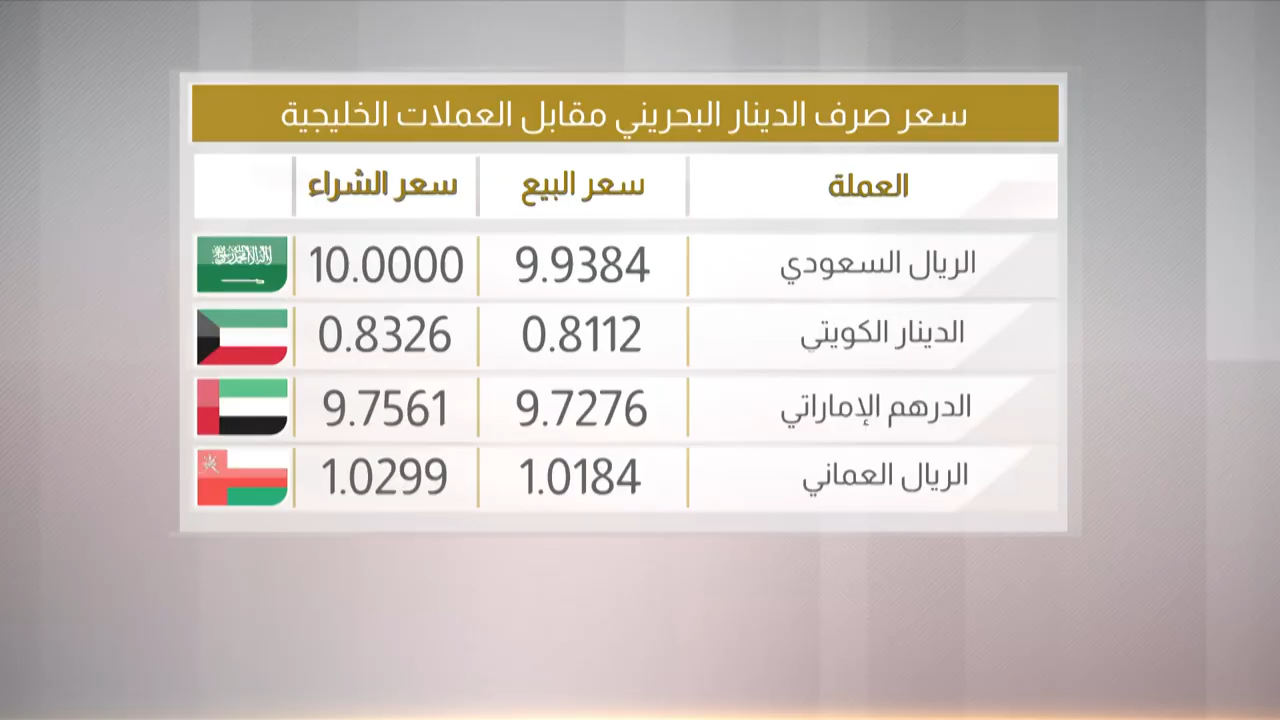 سعر صرف الدينار البحريني مقابل العملات الخليجية
العملة سعر البيع سعر الشراء
الريال السعودي 9.9384 10.0000
الدينار الكويتي 0.8112 0.8326
الدرهم الإماراتي 9.7276 9.7561
الريال العماني 1.0184 1.0299